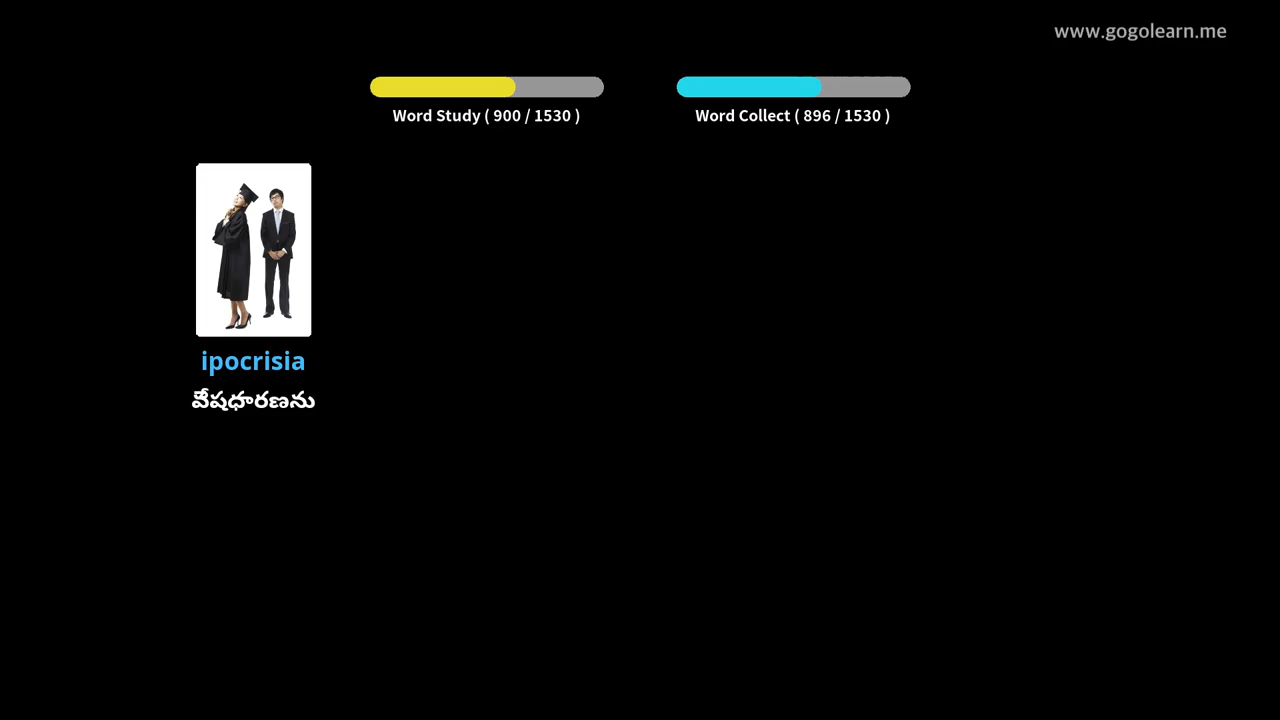 www.gogolearn.me
Word Study ( 900 / 1530 )
Word Collect ( 896 / 1530 )
ipocrisia
వేషధారణను